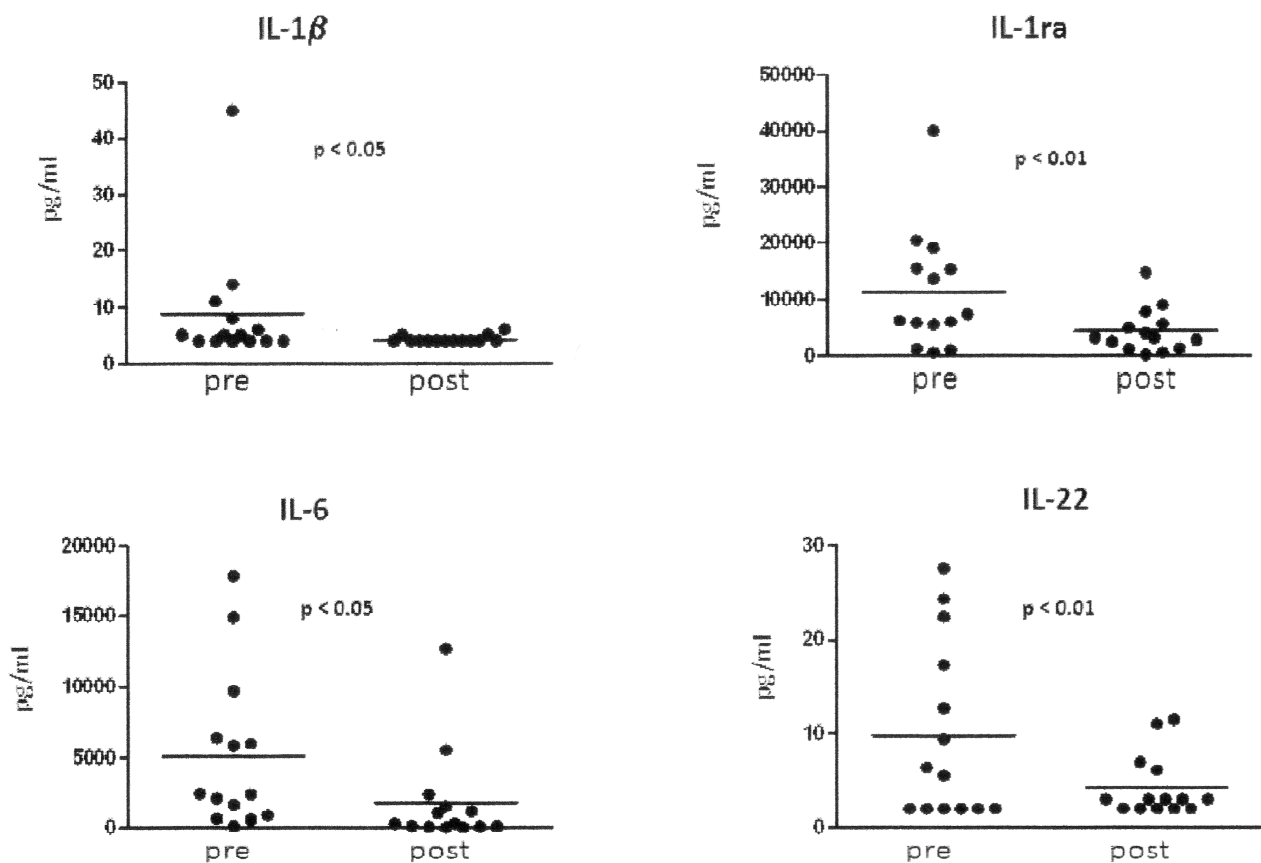 IL-1β
50
40
30
20
10
0
pg/ml
p < 0.05
pre post
IL-1ra
50000
40000
30000
20000
10000
0
pg/ml
p < 0.01
pre post
IL-6
20000
15000
10000
5000
0
pg/ml
p < 0.05
pre post
IL-22
30
20
10
0
pg/ml
p < 0.01
pre post